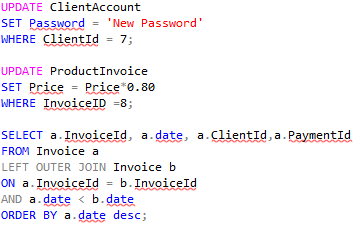 UPDATE ClientAccount
SET Password = 'New Password'
WHERE ClientId = 7;
UPDATE ProductInvoice
SET Price = Price*0.80
WHERE InvoiceID =8;
SELECT a.InvoiceId, a.date, a.ClientId,a.PaymentId
FROM Invoice a
LEFT OUTER JOIN Invoice b
ON a.InvoiceId = b.InvoiceId
AND a.date < b.date
ORDER BY a.date desc;